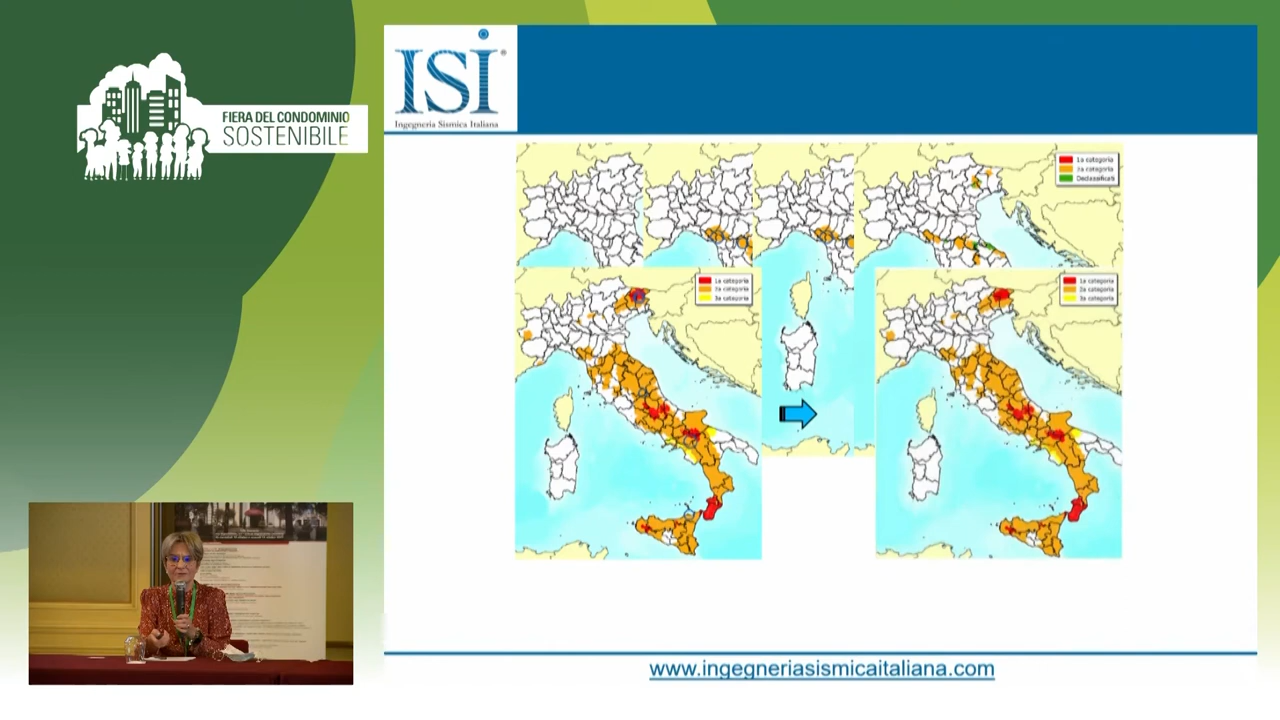 FIERA DEL CONDOMINIO
SOSTENIBILE
ISI
Ingegneria Sismica Italiana
1a categoria
2a categoria
Declassificati
1a categoria
2a categoria
3a categoria
1a categoria
2a categoria
3a categoria
www.ingegneriasismicaitaliana.com